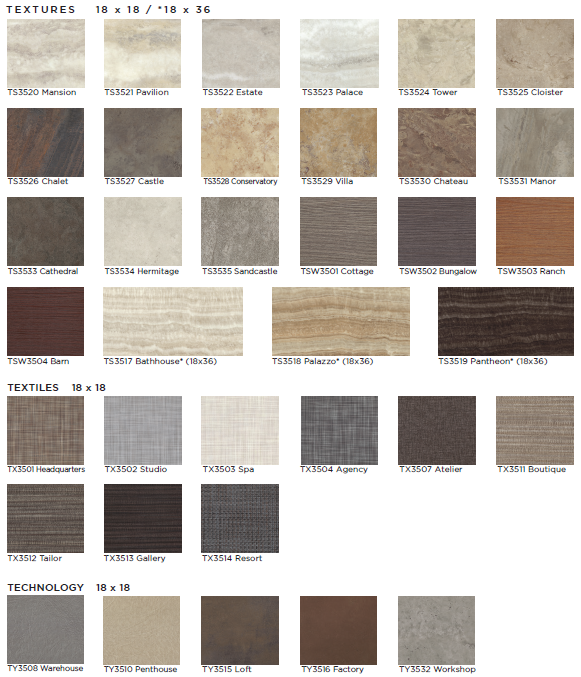 TEXTURES 18 x 18 / *18 x 36
TS3520 Mansion TS3521 Pavilion TS3522 Estate TS3523 Palace TS3524 Tower TS3525 Cloister
TS3526 Chalet TS3527 Castle TS3528 Conservatory TS3529 Villa TS3530 Chateau TS3531 Manor
TS3533 Cathedral TS3534 Hermitage TS3535 Sandcastle TSW3501 Cottage TSW3502 Bungalow TSW3503 Ranch
TSW3504 Barn TS3517 Bathhouse* (18x36) TS3518 Palazzo* (18x36) TS3519 Pantheon* (18x36)
TEXTILES 18 x 18
TX3501 Headquarters TX3502 Studio TX3503 Spa TX3504 Agency TX3507 Atelier TX3511 Boutique
TX3512 Tailor TX3513 Gallery TX3514 Resort
TECHNOLOGY 18 x 18
TY3508 Warehouse TY3510 Penthouse TY3515 Loft TY3516 Factory TY3532 Workshop